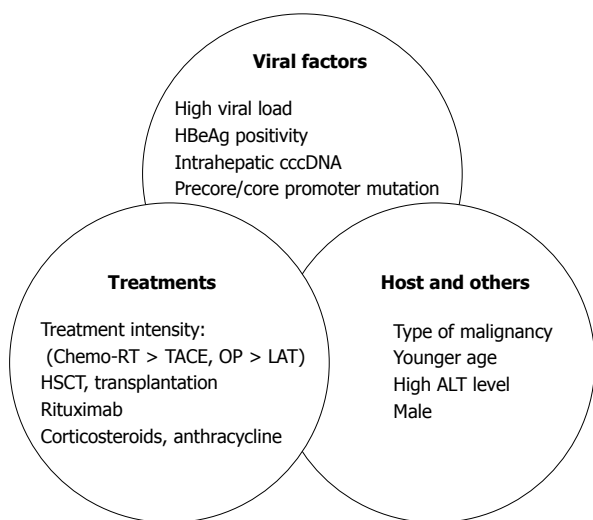 Viral factors
High viral load
HBeAg positivity
Intrahepatic cccDNA
Precore/core promoter mutation
Treatments
Treatment intensity:
(Chemo-RT > TACE, OP > LAT)
HSCT, transplantation
Rituximab
Corticosteroids, anthracycline
Host and others
Type of malignancy
Younger age
High ALT level
Male